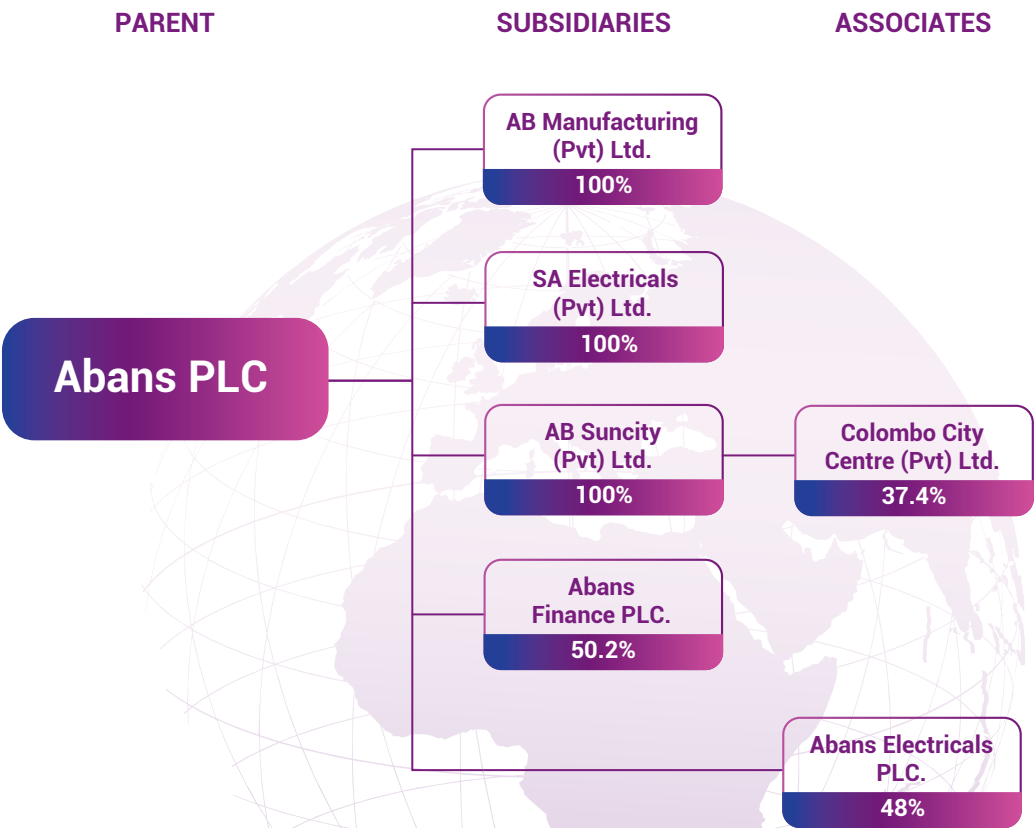 PARENT
SUBSIDIARIES
ASSOCIATES
AB Manufacturing
(Pvt) Ltd.
100%
SA Electricals
(Pvt) Ltd.
100%
Abans PLC
AB Suncity
(Pvt) Ltd.
100%
Colombo City
Centre (Pvt) Ltd.
37.4%
Abans
Finance PLC.
50.2%
Abans Electricals
PLC.
48%